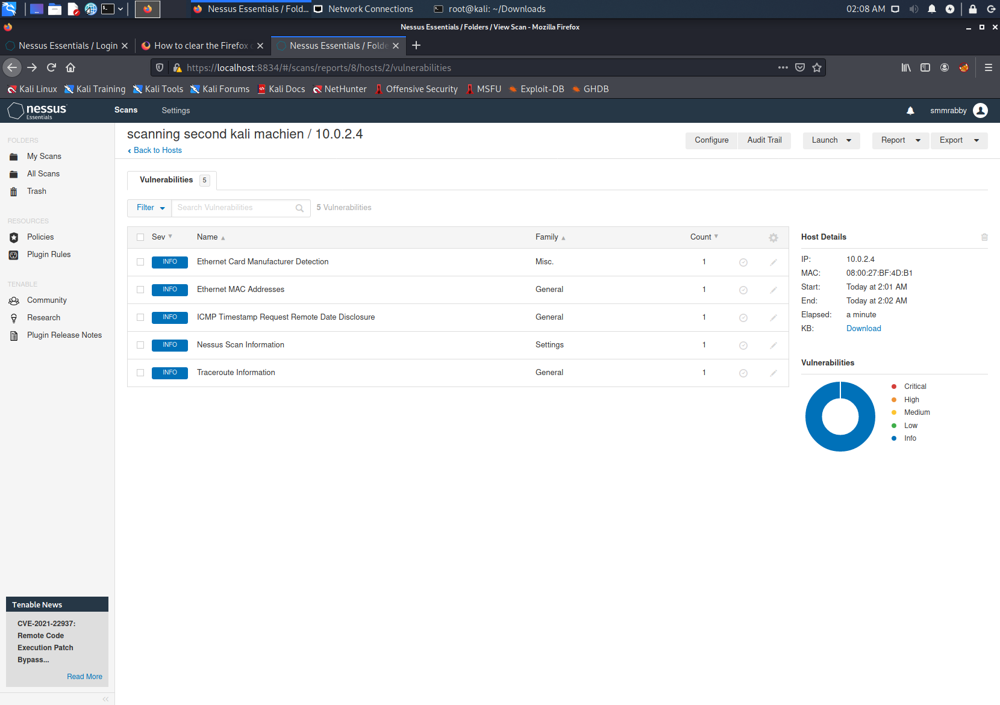 Nessus Essentials / Fold...
Network Connections
root@kali: ~/Downloads
02:08 AM
Nessus Essentials / Folders / View Scan - Mozilla Firefox
Nessus Essentials / Login
How to clear the Firefox c
Nessus Essentials / Folde
https://localhost:8834/#/scans/reports/8/hosts/2/vulnerabilities
Kali Linux
Kali Training
Kali Tools
Kali Forums
Kali Docs
NetHunter
Offensive Security
MSFU
Exploit-DB
GHDB
nessus
Essentials
Scans
Settings
smmrabby
FOLDERS
My Scans
All Scans
Trash
RESOURCES
Policies
Plugin Rules
TENABLE
Community
Research
Plugin Release Notes
Tenable News
CVE-2021-22937:
Remote Code
Execution Patch
Bypass...
Read More
scanning second kali machien / 10.0.2.4
Back to Hosts
Configure
Audit Trail
Launch
Report
Export
Vulnerabilities 5
Filter
Search Vulnerabilities
5 Vulnerabilities
Sev Name Family Count
INFO Ethernet Card Manufacturer Detection Misc. 1
INFO Ethernet MAC Addresses General 1
INFO ICMP Timestamp Request Remote Date Disclosure General 1
INFO Nessus Scan Information Settings 1
INFO Traceroute Information General 1
Host Details
IP: 10.0.2.4
MAC: 08:00:27:BF:4D:B1
Start: Today at 2:01 AM
End: Today at 2:02 AM
Elapsed: a minute
KB: Download
Vulnerabilities
Critical
High
Medium
Low
Info